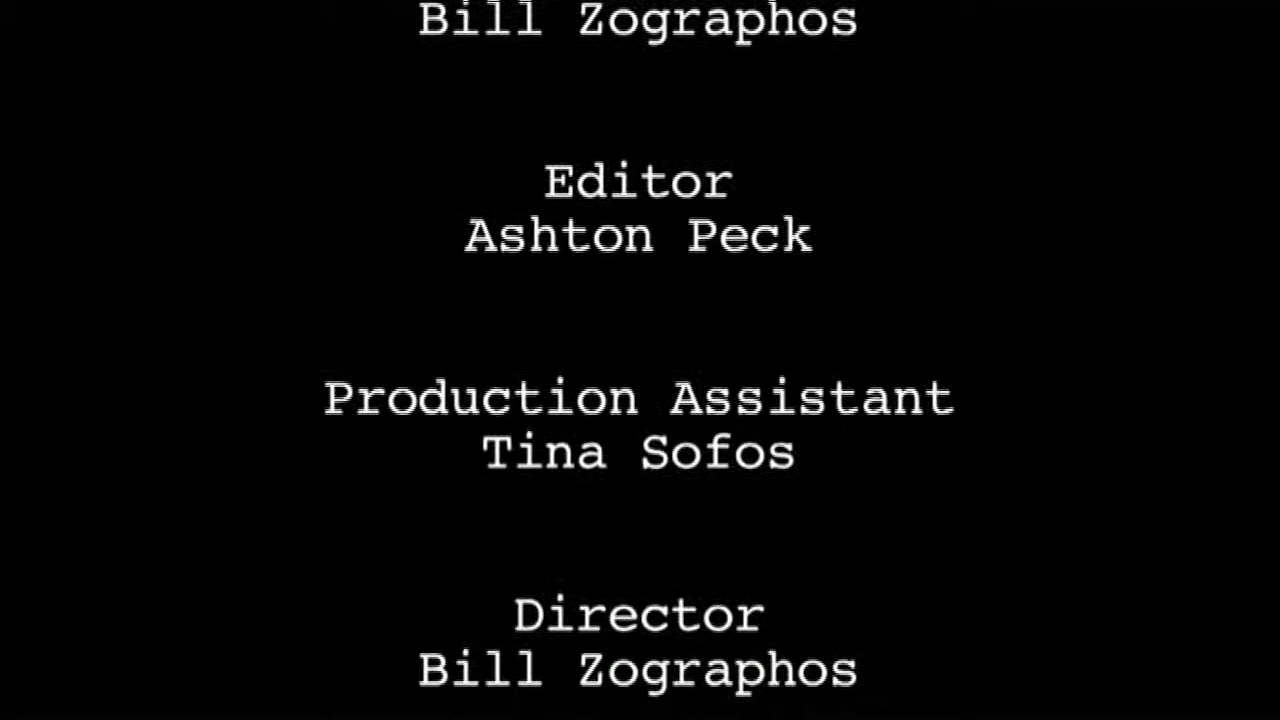 Bill Zographos
Editor
Ashton Peck
Production Assistant
Tina Sofos
Director
Bill Zographos